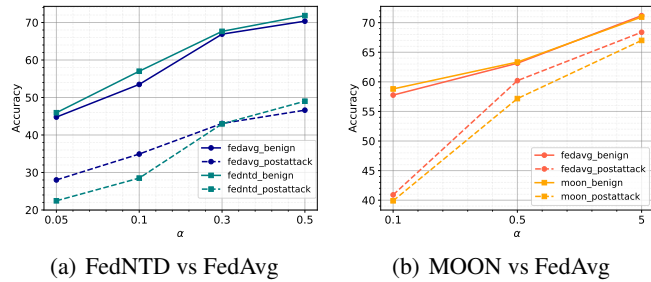 70
60
50
40
30
20
Accuracy
0.05
0.1
0.3
0.5
α
fedavg_benign
fedavg_postattack
fedntd_benign
fedntd_postattack
(a) FedNTD vs FedAvg
70
65
60
55
50
45
40
Accuracy
0.1
0.5
5
α
fedavg_benign
fedavg_postattack
moon_benign
moon_postattack
(b) MOON vs FedAvg